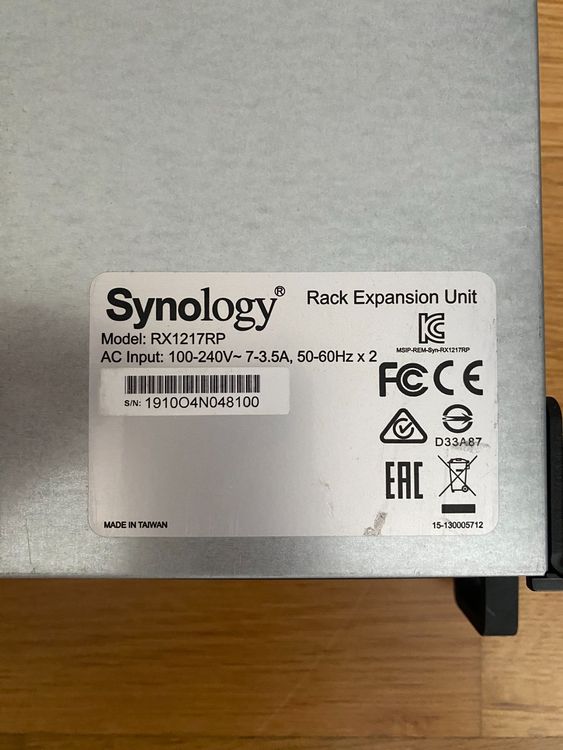 Synology® Rack Expansion Unit
Model: RX1217RP
AC Input: 100-240V~ 7-3.5A, 50-60Hz x 2
MSIP-REM-Syn-RX1217RP
FC CE
S/N: 1910O4N048100
D33A87
EAC
MADE IN TAIWAN
15-130005712